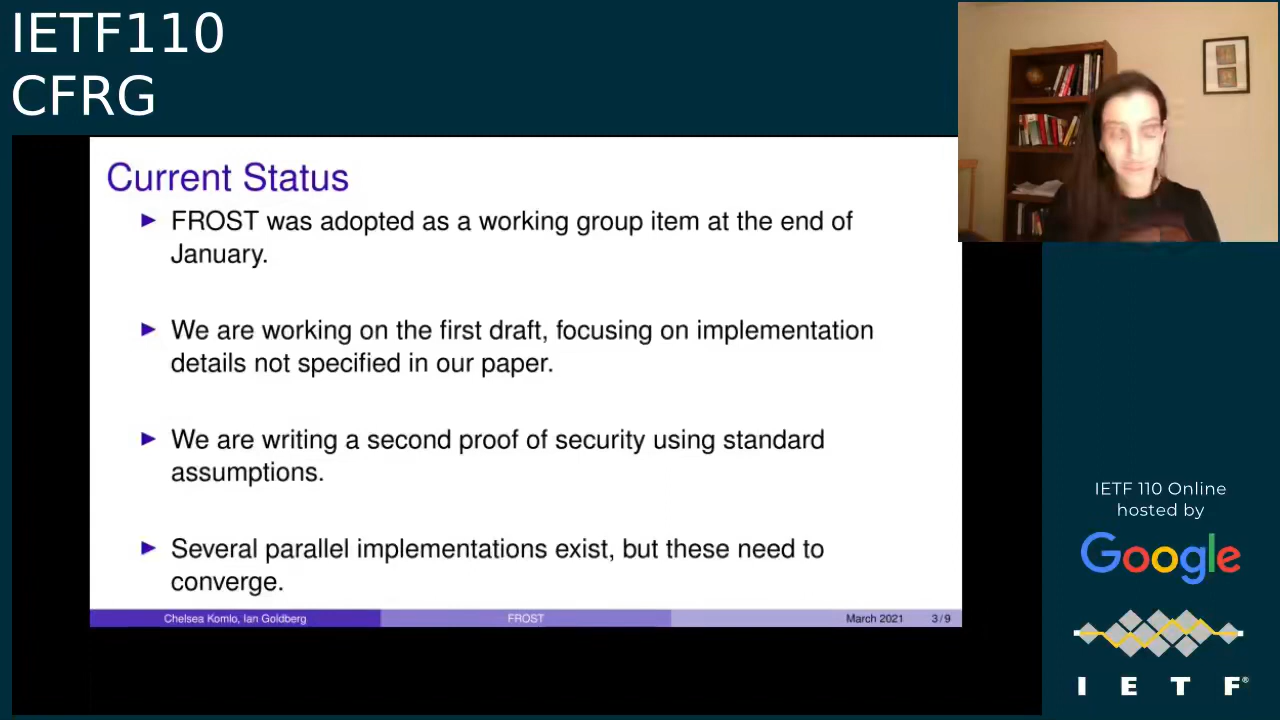 IETF110
CFRG
Current Status
FROST was adopted as a working group item at the end of
January.
We are working on the first draft, focusing on implementation
details not specified in our paper.
We are writing a second proof of security using standard
assumptions.
Several parallel implementations exist, but these need to
converge.
Chelsea Komlo, Ian Goldberg FROST March 2021 3/9
IETF 110 Online
hosted by
Google
IETF®